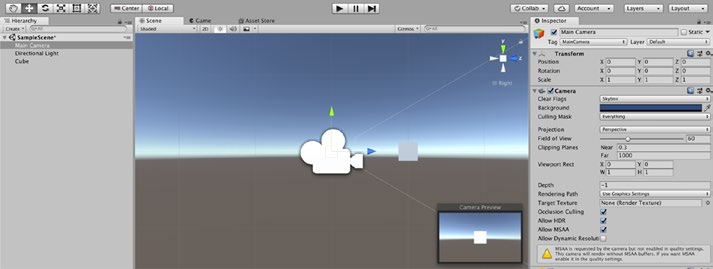 Center Local Collab Account Layers Layout
Hierarchy Scene Game Asset Store Inspector
Create All Shaded 2D Gizmos All Main Camera Static
SampleScene* Tag MainCamera Layer Default
Main Camera
Directional Light
Cube
Transform
Position X 0 Y 0 Z 0
Rotation X 0 Y 0 Z 0
Scale X 1 Y 1 Z 1
Camera
Clear Flags Skybox
Background
Culling Mask Everything
Projection Perspective
Field of View 60
Clipping Planes Near 0.3
Far 1000
Viewport Rect X 0 Y 0
W 1 H 1
Depth -1
Rendering Path Use Graphics Settings
Target Texture None (Render Texture)
Occlusion Culling
Allow HDR
Allow MSAA
Allow Dynamic Resoluti
MSAA is requested by the camera but not enabled in quality settings.
This camera will render without MSAA buffers. If you want MSAA
enable it in the quality settings.
y
z
Right
Camera Preview